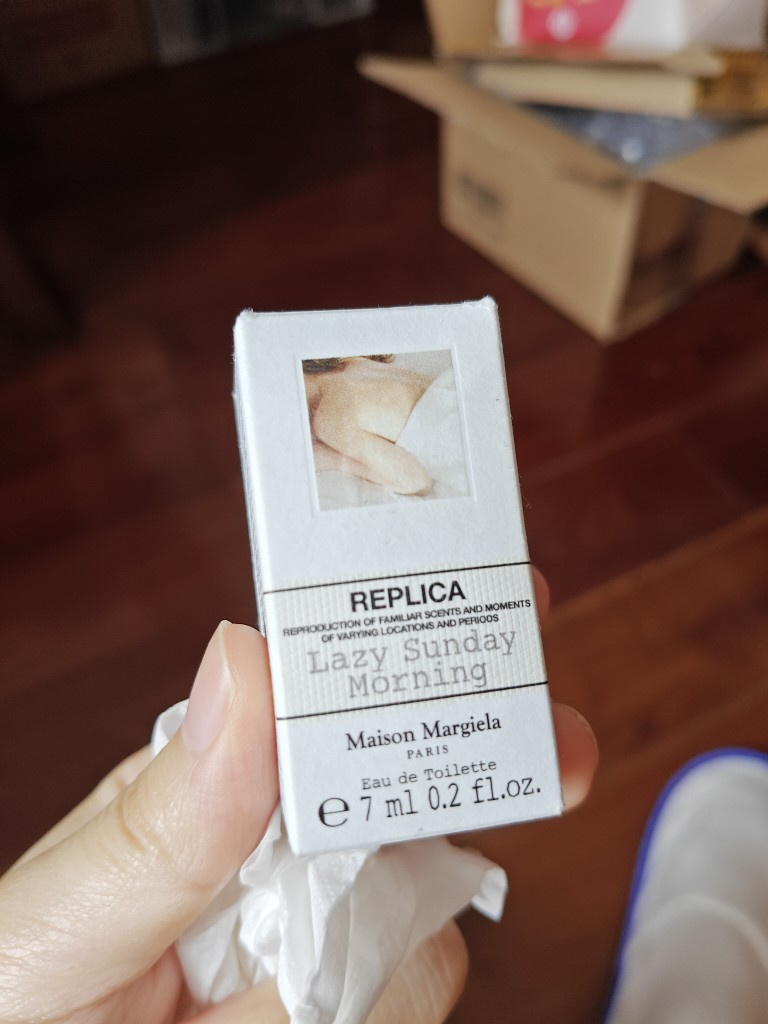 REPLICA
REPRODUCTION OF FAMILIAR SCENTS AND MOMENTS
OF VARYING LOCATIONS AND PERIODS
Lazy Sunday
Morning
Maison Margiela
PARIS
Eau de Toilette
℮ 7 ml 0.2 fl.oz.